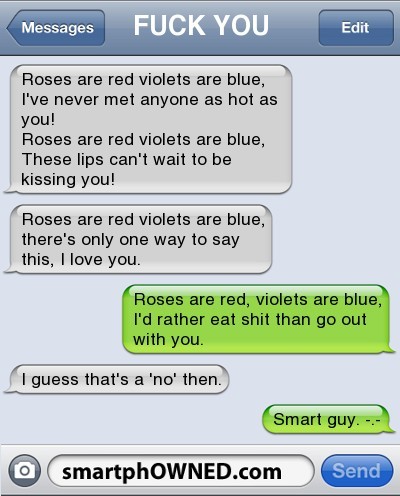 Messages
FUCK YOU
Edit
Roses are red violets are blue,
I've never met anyone as hot as
you!
Roses are red violets are blue,
These lips can't wait to be
kissing you!
Roses are red violets are blue,
there's only one way to say
this, I love you.
Roses are red, violets are blue,
I'd rather eat shit than go out
with you.
I guess that's a 'no' then.
Smart guy. -.-
smartphOWNED.com
Send